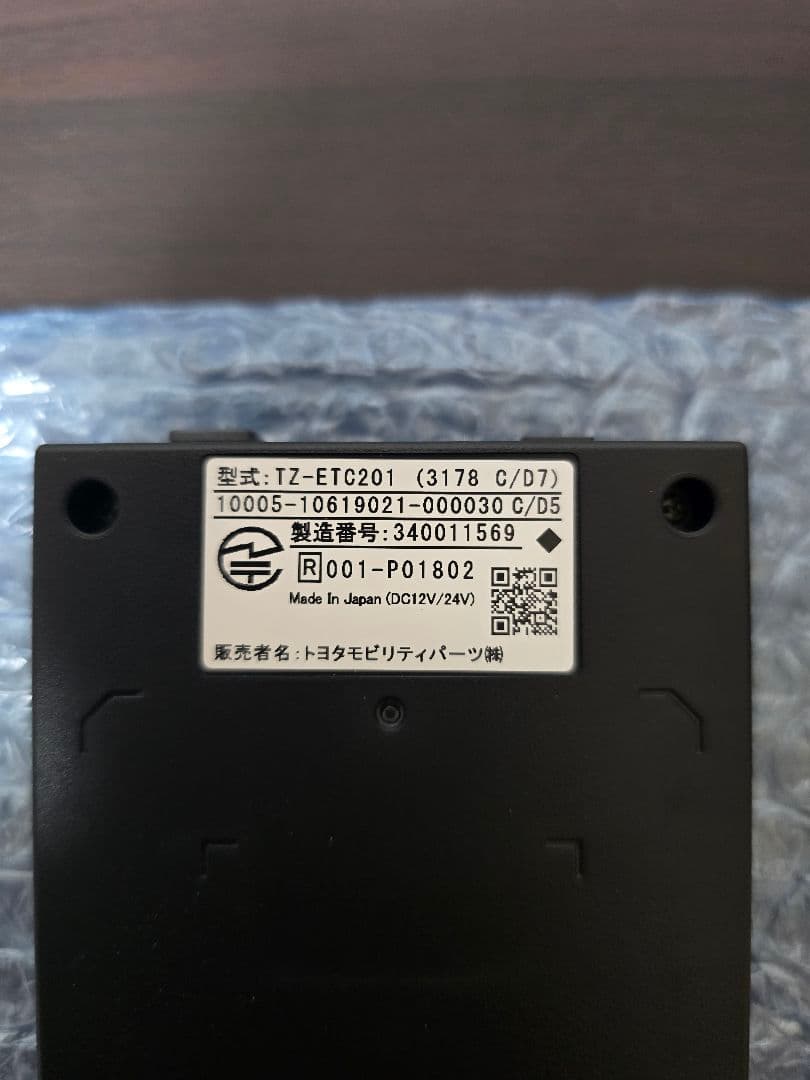 型式:TZ-ETC201 (3178 C/D7)
10005-10619021-000030 C/D5
製造番号:340011569
R 001-P01802
Made In Japan (DC12V/24V)
販売者名:トヨタモビリティパーツ㈱